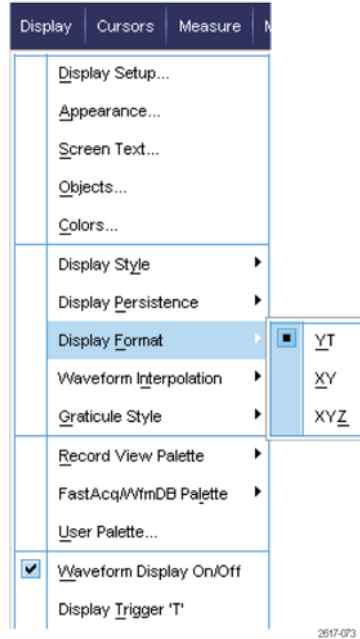 Display Cursors Measure
Display Setup...
Appearance...
Screen Text...
Objects...
Colors...
Display Style
Display Persistence
Display Format
YT
XY
XYZ
Waveform Interpolation
Graticule Style
Record View Palette
FastAcq/WfmDB Palette
User Palette...
Waveform Display On/Off
Display Trigger 'T'
2617-073